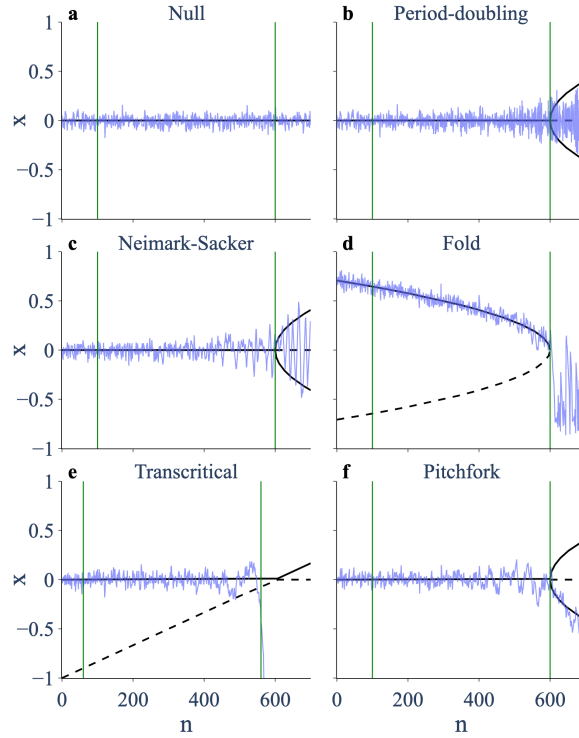 a Null
b Period-doubling
1
0.5
0
−0.5
−1
x
c Neimark-Sacker
d Fold
1
0.5
0
−0.5
−1
x
e Transcritical
f Pitchfork
1
0.5
0
−0.5
−1
x
0 200 400 600
0 200 400 600
n
n